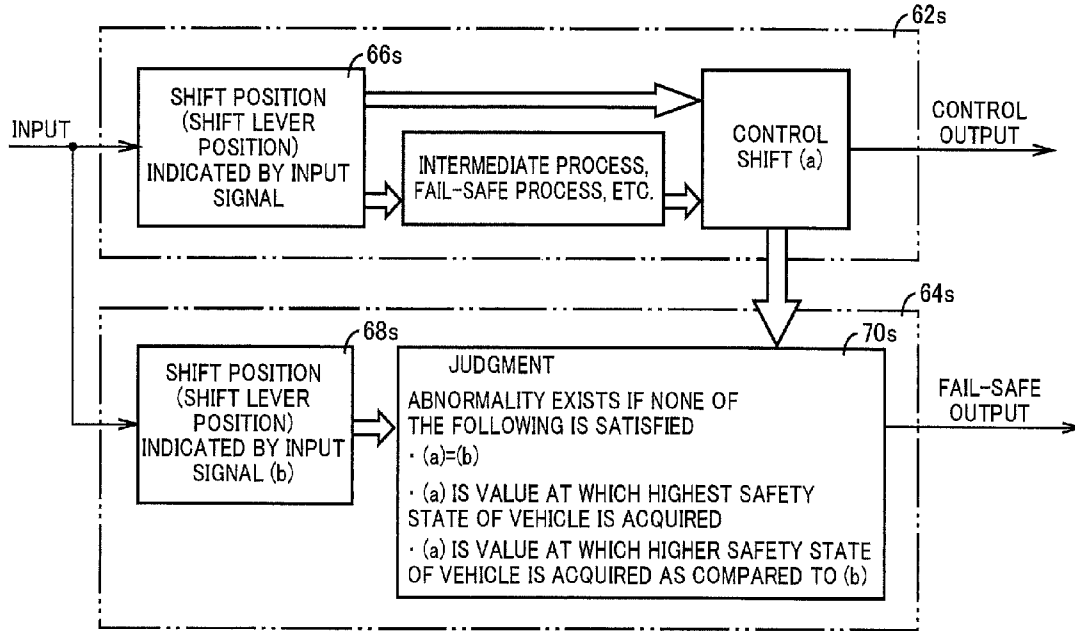 62s
66s
SHIFT POSITION
(SHIFT LEVER
POSITION)
INDICATED BY INPUT
SIGNAL
INPUT
INTERMEDIATE PROCESS,
FAIL-SAFE PROCESS, ETC.
CONTROL
SHIFT (a)
CONTROL
OUTPUT
64s
68s
SHIFT POSITION
(SHIFT LEVER
POSITION)
INDICATED BY INPUT
SIGNAL (b)
70s
JUDGMENT
ABNORMALITY EXISTS IF NONE OF
THE FOLLOWING IS SATISFIED
· (a)=(b)
· (a) IS VALUE AT WHICH HIGHEST SAFETY
STATE OF VEHICLE IS ACQUIRED
· (a) IS VALUE AT WHICH HIGHER SAFETY STATE
OF VEHICLE IS ACQUIRED AS COMPARED TO (b)
FAIL-SAFE
OUTPUT